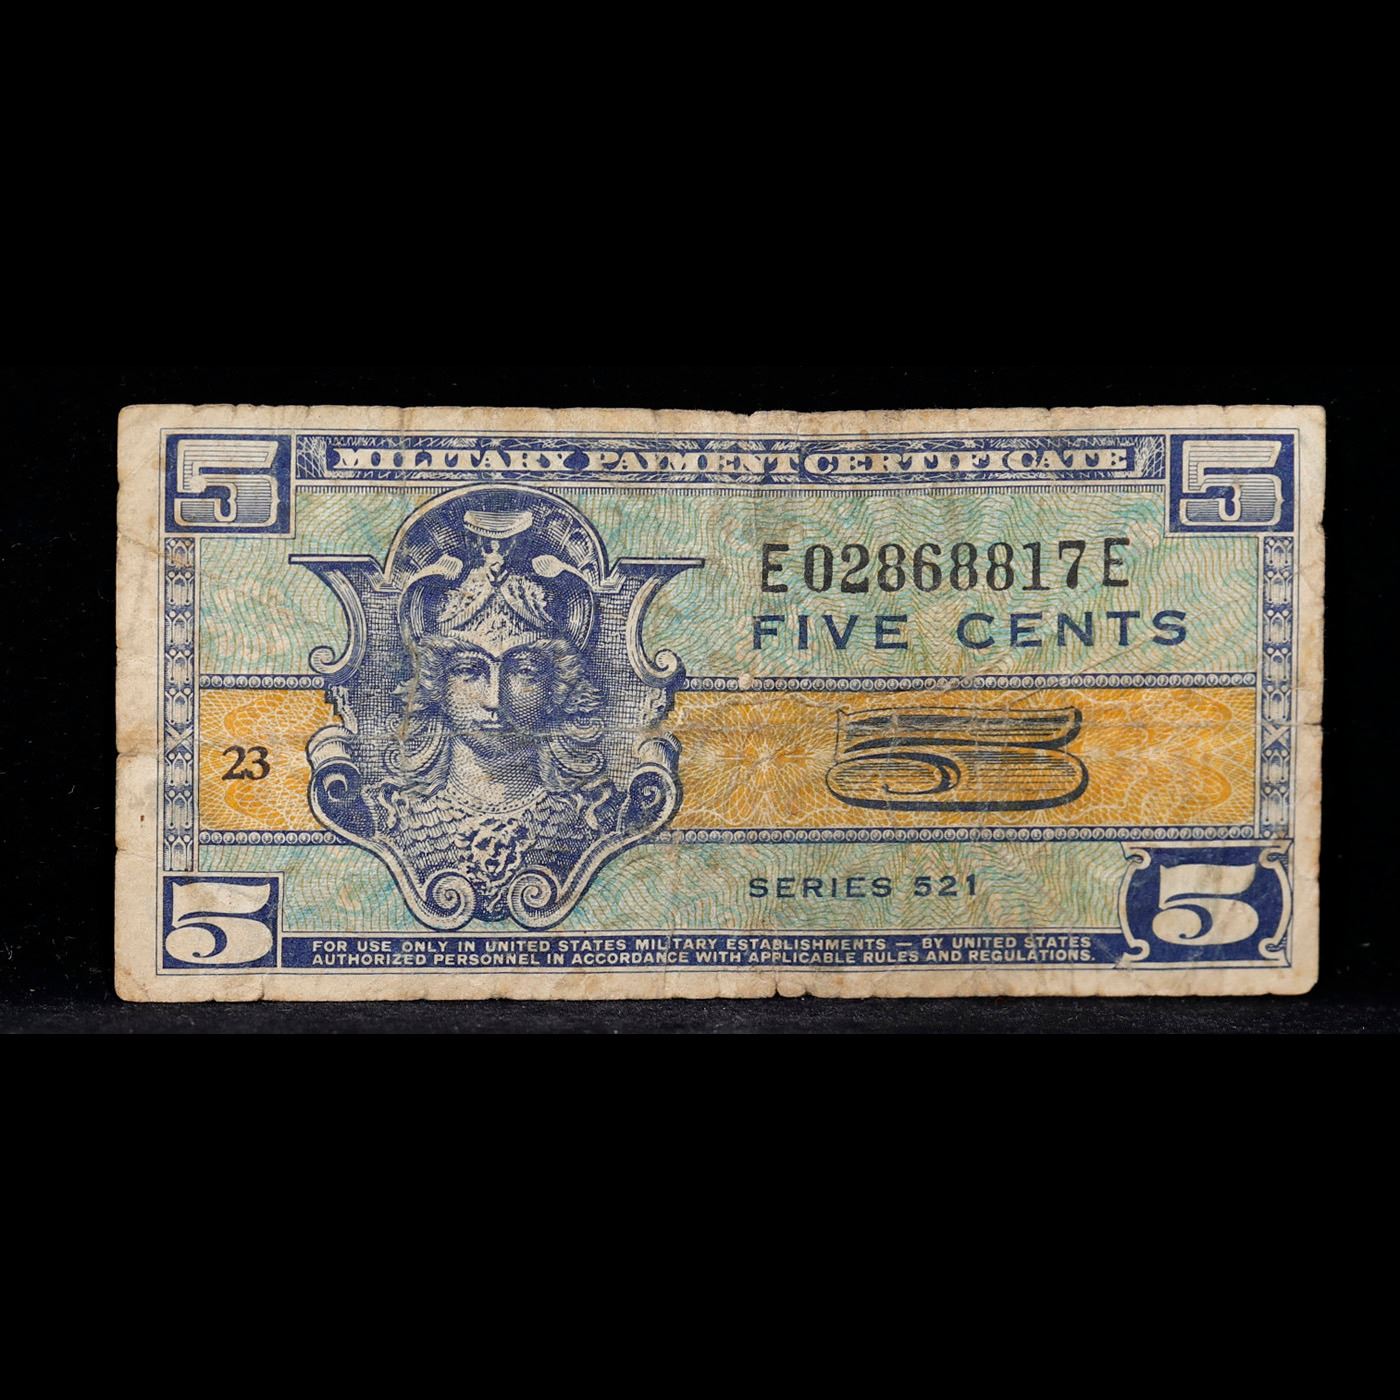 5 MILITARY PAYMENT CERTIFICATE 5
E02868817E
FIVE CENTS
23 5
SERIES 521
5 5
FOR USE ONLY IN UNITED STATES MILITARY ESTABLISHMENTS — BY UNITED STATES
AUTHORIZED PERSONNEL IN ACCORDANCE WITH APPLICABLE RULES AND REGULATIONS.